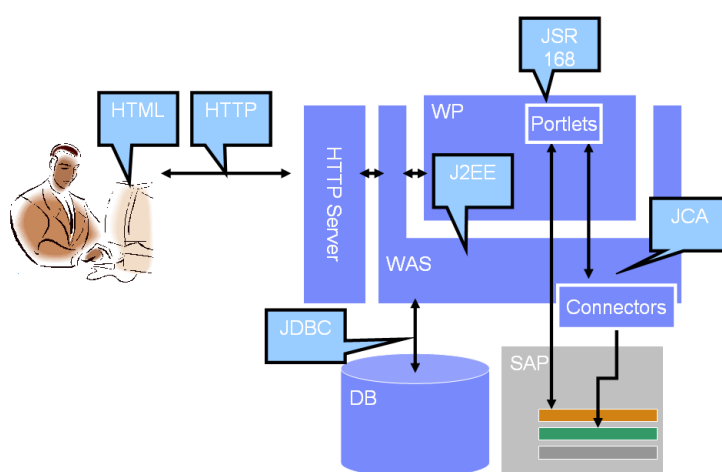 JSR
168
HTML
HTTP
WP
Portlets
HTTP Server
J2EE
JCA
WAS
Connectors
JDBC
SAP
DB